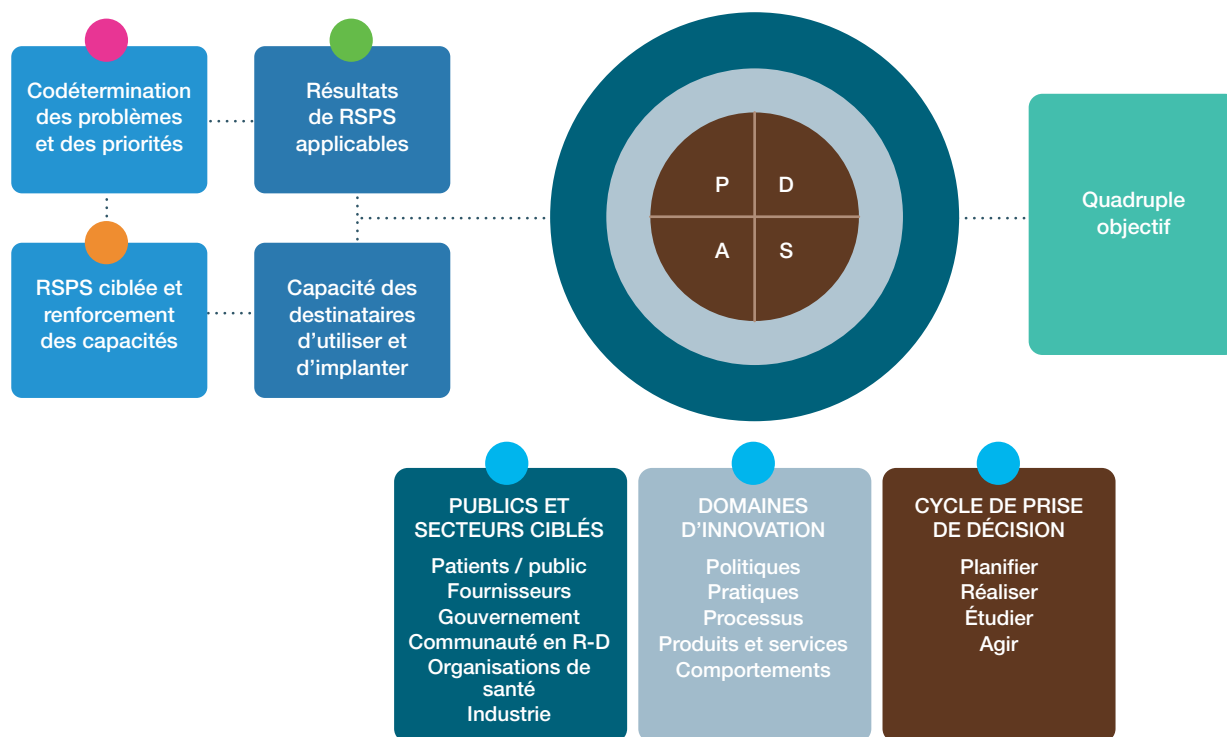 Codétermination
des problèmes
et des priorités
Résultats
de RSPS
applicables
RSPS ciblée et
renforcement
des capacités
Capacité des
destinataires
d’utiliser et
d’implanter
P
D
A
S
Quadruple
objectif
PUBLICS ET
SECTEURS CIBLÉS
Patients / public
Fournisseurs
Gouvernement
Communauté en R-D
Organisations de
santé
Industrie
DOMAINES
D’INNOVATION
Politiques
Pratiques
Processus
Produits et services
Comportements
CYCLE DE PRISE
DE DÉCISION
Planifier
Réaliser
Étudier
Agir